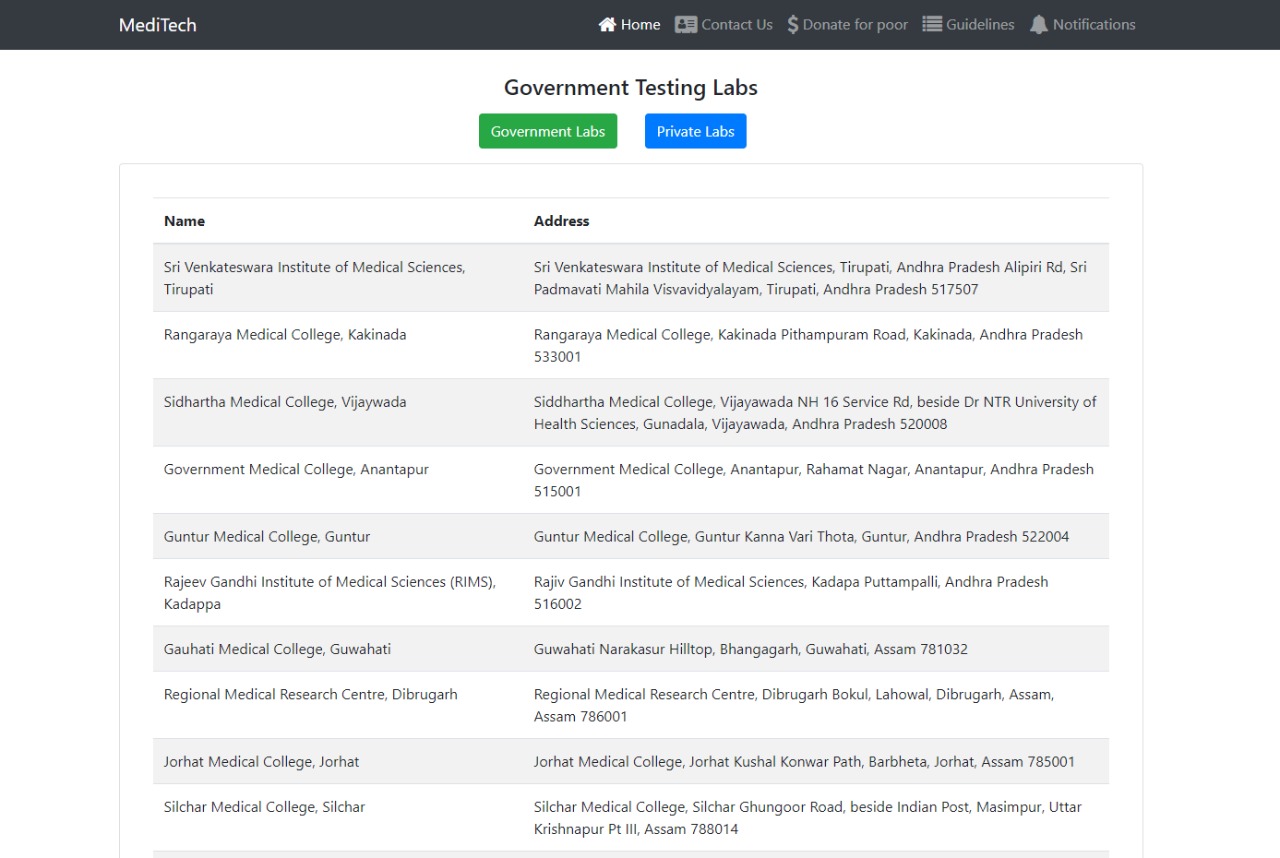 MediTech
Home Contact Us Donate for poor Guidelines Notifications
Government Testing Labs
Government Labs Private Labs
Name Address
Sri Venkateswara Institute of Medical Sciences,
Tirupati
Sri Venkateswara Institute of Medical Sciences, Tirupati, Andhra Pradesh Alipiri Rd, Sri
Padmavati Mahila Visvavidyalayam, Tirupati, Andhra Pradesh 517507
Rangaraya Medical College, Kakinada
Rangaraya Medical College, Kakinada Pithampuram Road, Kakinada, Andhra Pradesh
533001
Sidhartha Medical College, Vijaywada
Siddhartha Medical College, Vijayawada NH 16 Service Rd, beside Dr NTR University of
Health Sciences, Gunadala, Vijayawada, Andhra Pradesh 520008
Government Medical College, Anantapur
Government Medical College, Anantapur, Rahamat Nagar, Anantapur, Andhra Pradesh
515001
Guntur Medical College, Guntur
Guntur Medical College, Guntur Kanna Vari Thota, Guntur, Andhra Pradesh 522004
Rajeev Gandhi Institute of Medical Sciences (RIMS),
Kadappa
Rajiv Gandhi Institute of Medical Sciences, Kadapa Puttampalli, Andhra Pradesh
516002
Gauhati Medical College, Guwahati
Guwahati Narakasur Hilltop, Bhangagarh, Guwahati, Assam 781032
Regional Medical Research Centre, Dibrugarh
Regional Medical Research Centre, Dibrugarh Bokul, Lahowal, Dibrugarh, Assam,
Assam 786001
Jorhat Medical College, Jorhat
Jorhat Medical College, Jorhat Kushal Konwar Path, Barbheta, Jorhat, Assam 785001
Silchar Medical College, Silchar
Silchar Medical College, Silchar Ghungoor Road, beside Indian Post, Masimpur, Uttar
Krishnapur Pt III, Assam 788014